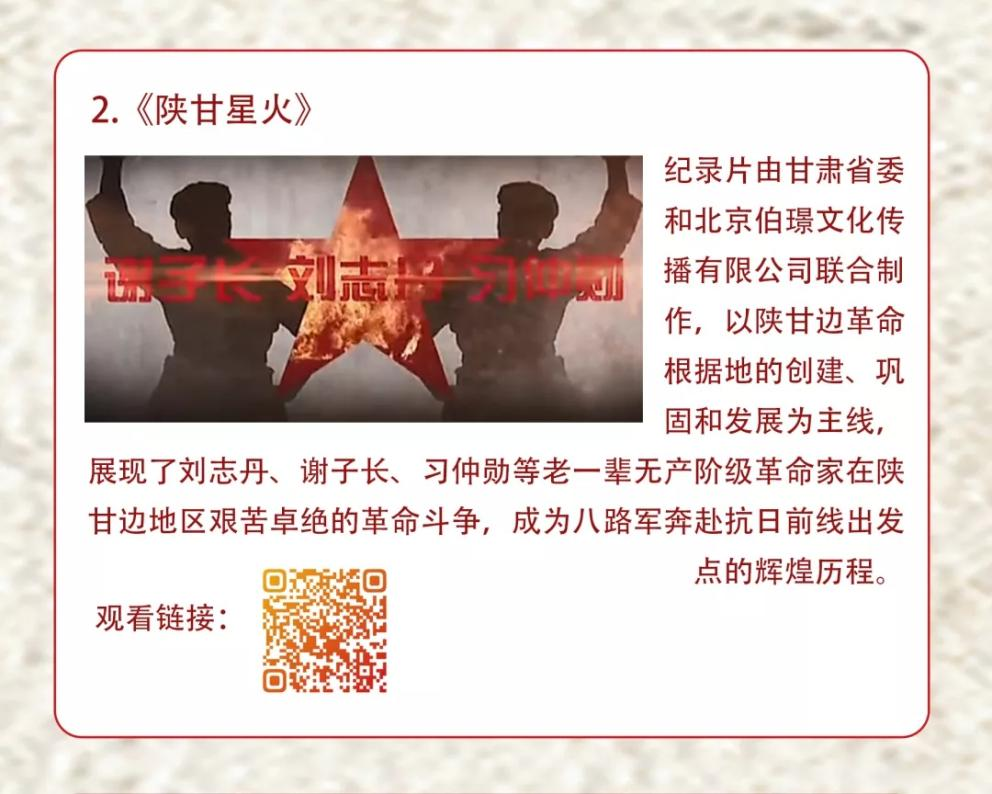 2.《陕甘星火》
谢子长 刘志丹 习仲勋
纪录片由甘肃省委
和北京伯璟文化传
播有限公司联合制
作，以陕甘边革命
根据地的创建、巩
固和发展为主线，
展现了刘志丹、谢子长、习仲勋等老一辈无产阶级革命家在陕
甘边地区艰苦卓绝的革命斗争，成为八路军奔赴抗日前线出发
点的辉煌历程。
观看链接：